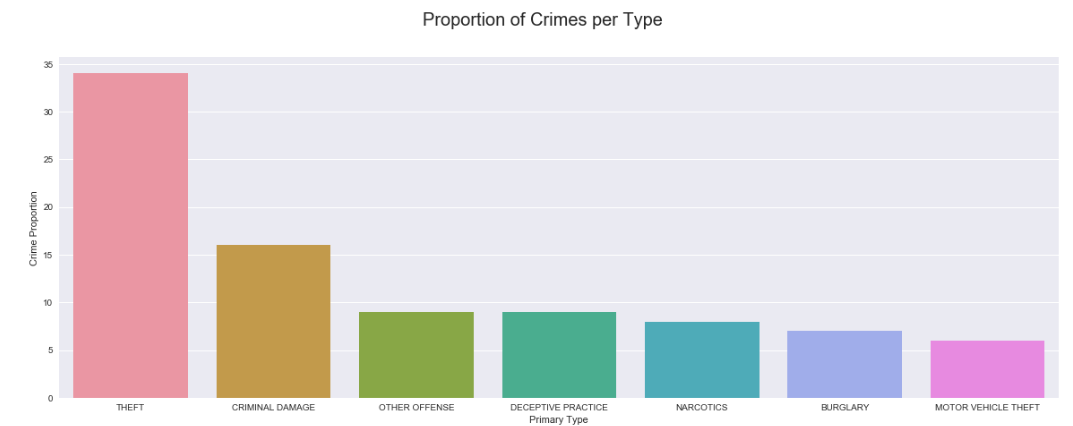 Proportion of Crimes per Type
35
30
25
20
15
10
5
0
Crime Proportion
THEFT CRIMINAL DAMAGE OTHER OFFENSE DECEPTIVE PRACTICE NARCOTICS BURGLARY MOTOR VEHICLE THEFT
Primary Type